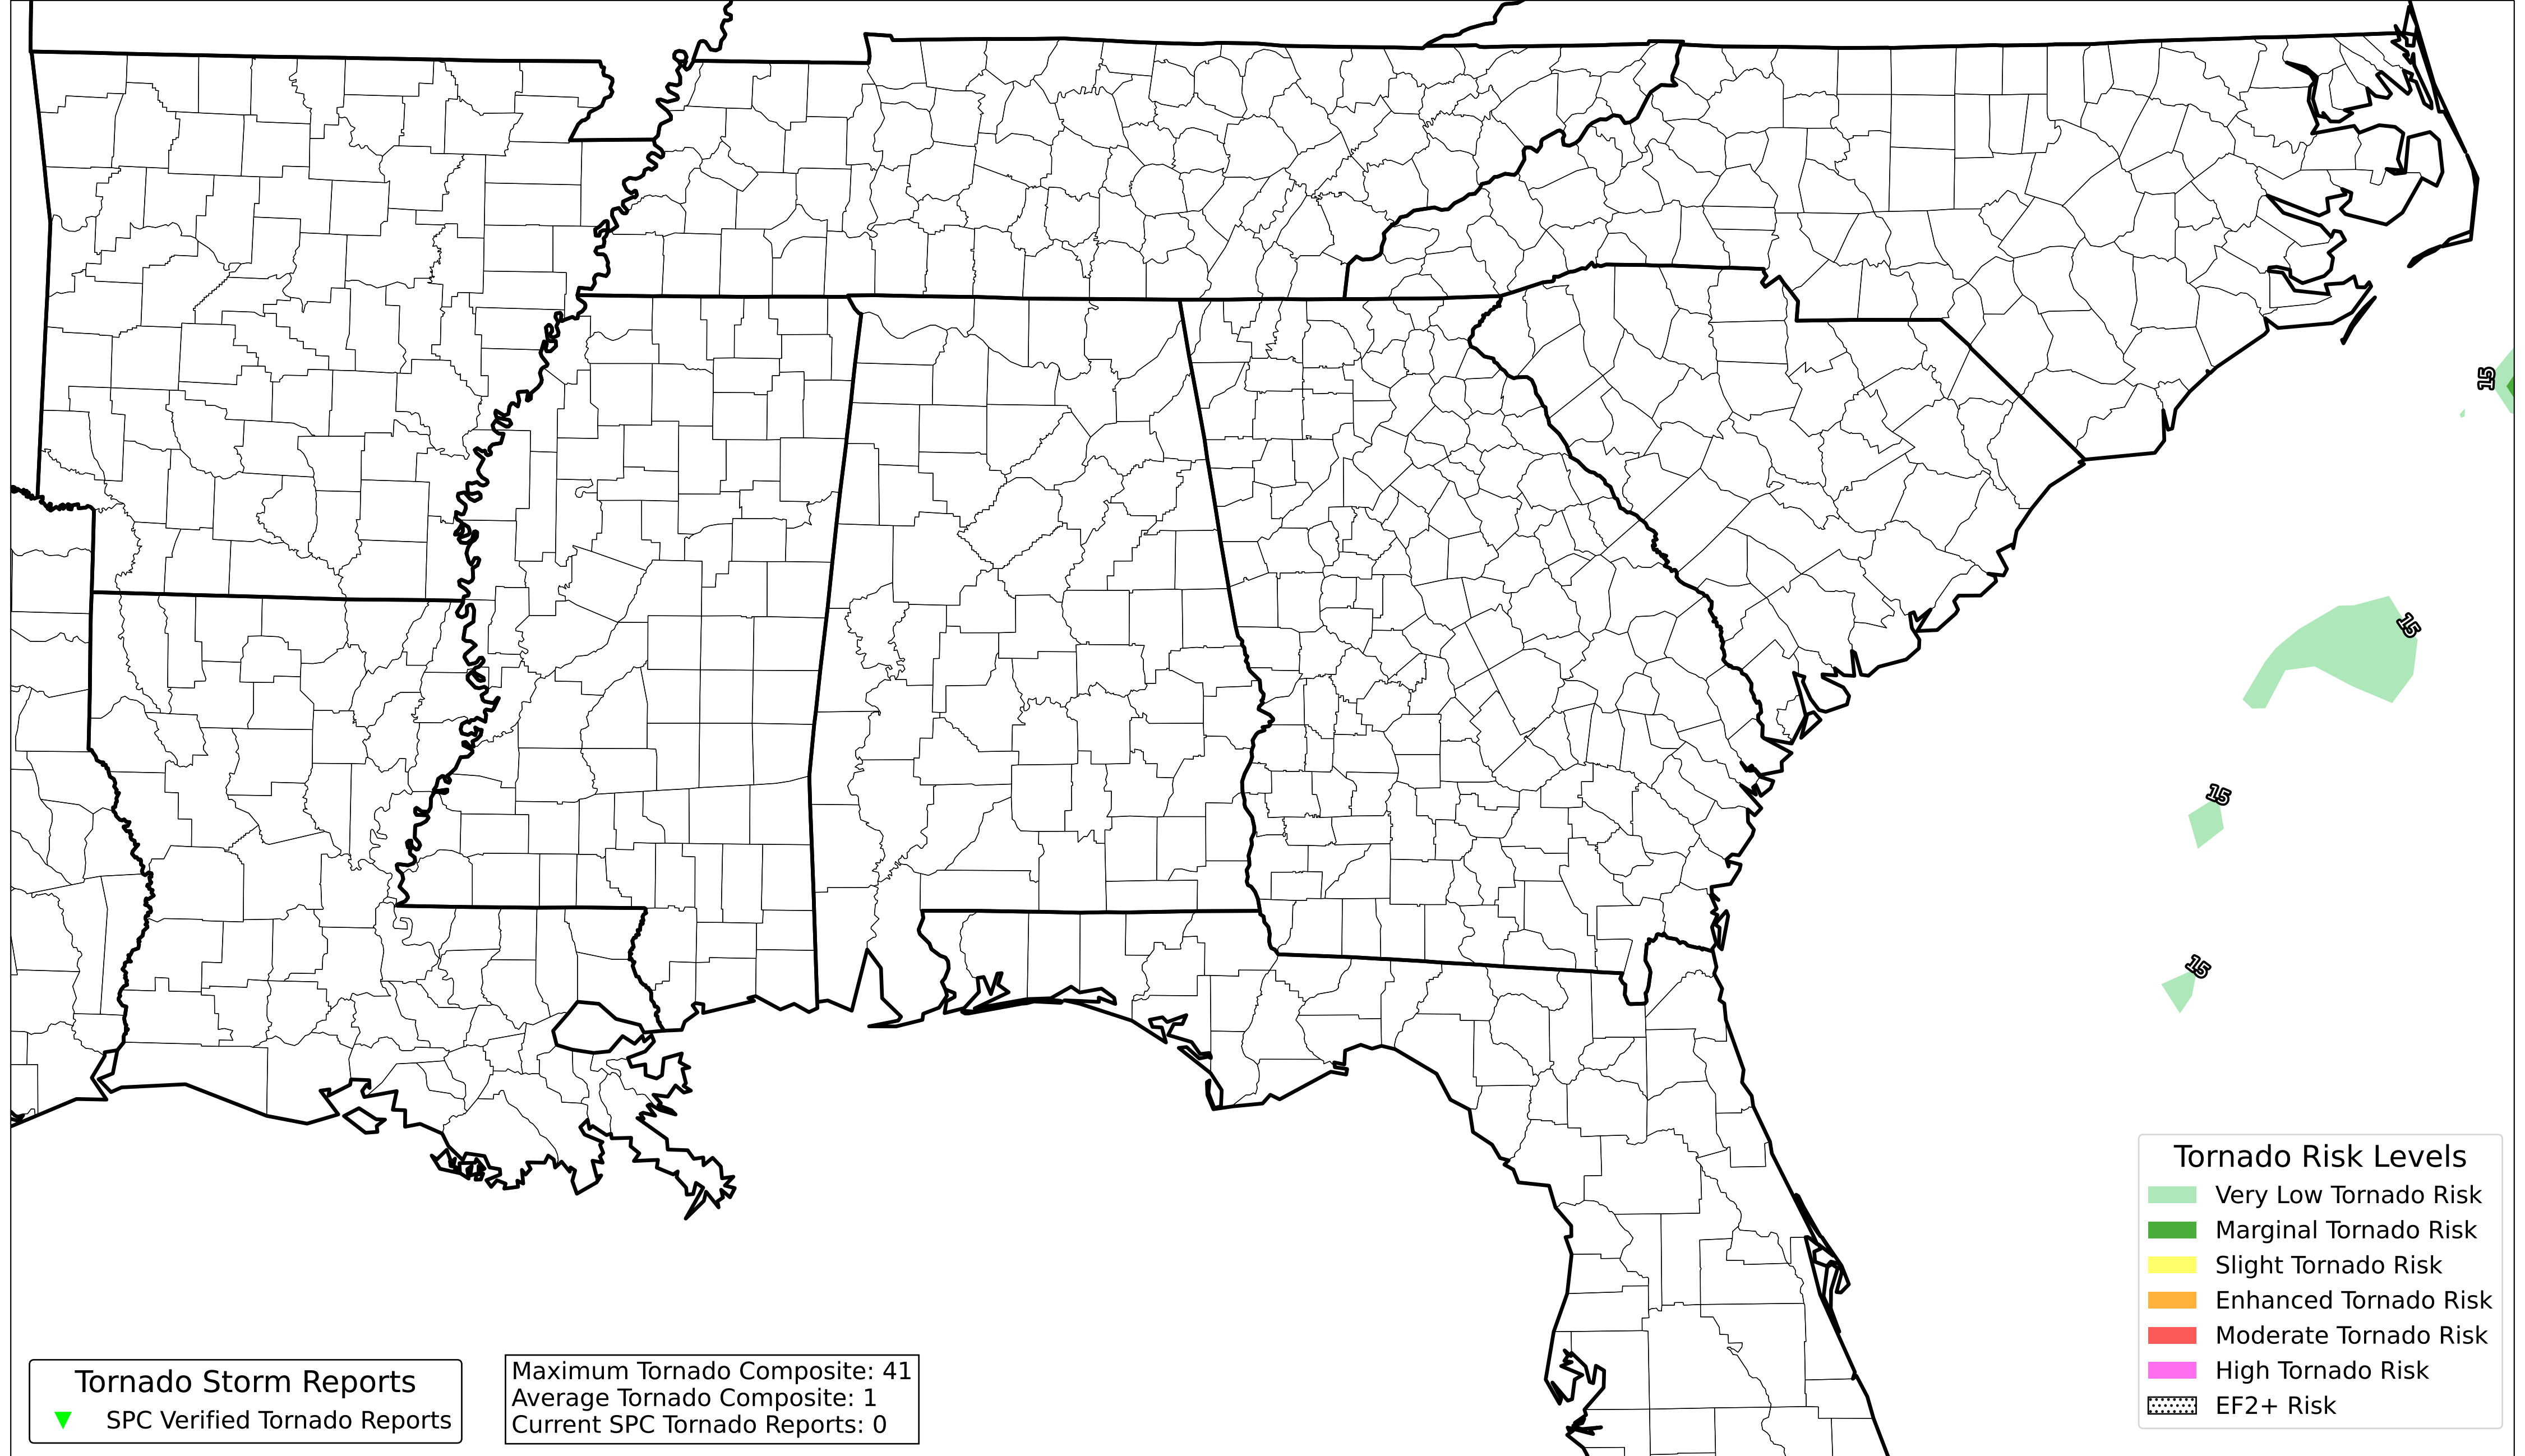 15
15
15
15
Tornado Risk Levels
Very Low Tornado Risk
Marginal Tornado Risk
Slight Tornado Risk
Enhanced Tornado Risk
Moderate Tornado Risk
High Tornado Risk
EF2+ Risk
Tornado Storm Reports
SPC Verified Tornado Reports
Maximum Tornado Composite: 41
Average Tornado Composite: 1
Current SPC Tornado Reports: 0